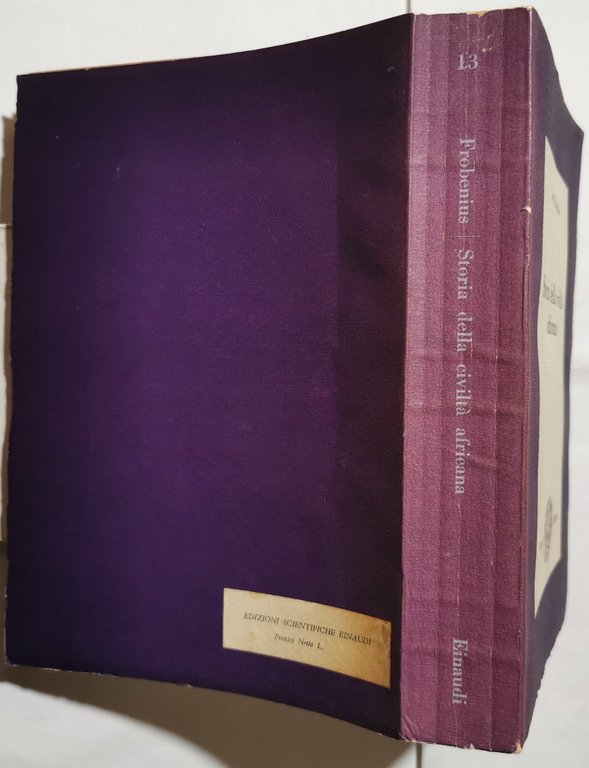 13
Frobenius Storia della civiltà africana
Einaudi
EDIZIONI SCIENTIFICHE EINAUDI
Prezzo Netto L.